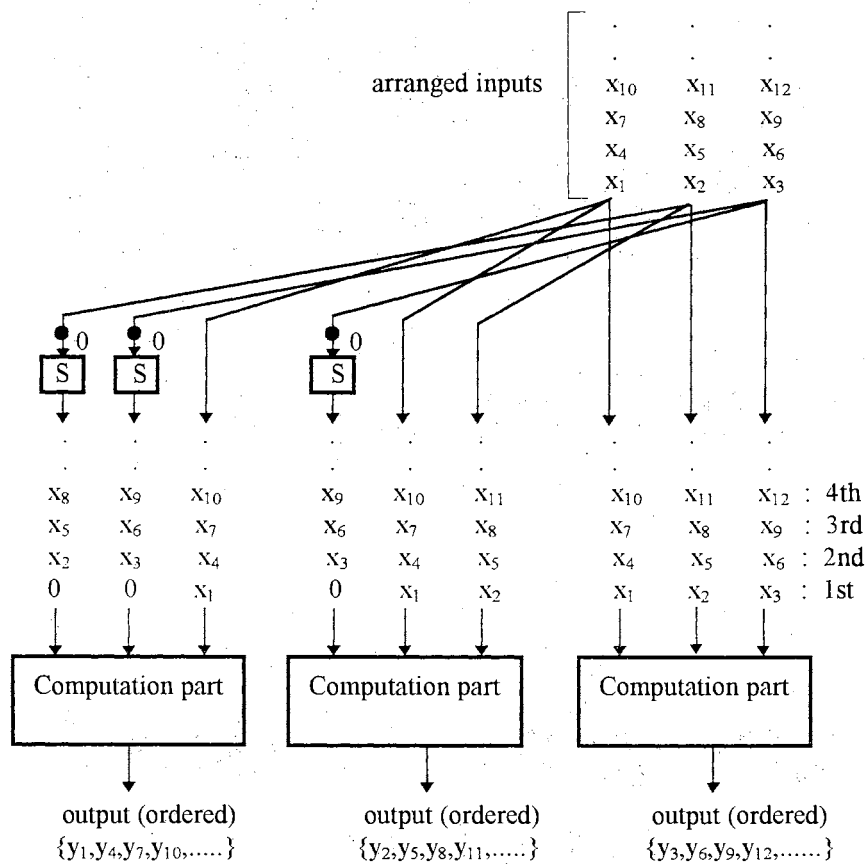 .   .   .
.   .   .
arranged inputs   x₁₀   x₁₁   x₁₂
x₇   x₈   x₉
x₄   x₅   x₆
x₁   x₂   x₃
0   0   0
S   S   S
.   .   .   .   .   .   .   .   .
.   .   .   .   .   .   .   .   .
x₈   x₉   x₁₀   x₉   x₁₀   x₁₁   x₁₀   x₁₁   x₁₂   : 4th
x₅   x₆   x₇   x₆   x₇   x₈   x₇   x₈   x₉   : 3rd
x₂   x₃   x₄   x₃   x₄   x₅   x₄   x₅   x₆   : 2nd
0   0   x₁   0   x₁   x₂   x₁   x₂   x₃   : 1st
Computation part   Computation part   Computation part
output (ordered)   output (ordered)   output (ordered)
{y₁,y₄,y₇,y₁₀,.....}   {y₂,y₅,y₈,y₁₁,.....}   {y₃,y₆,y₉,y₁₂,......}